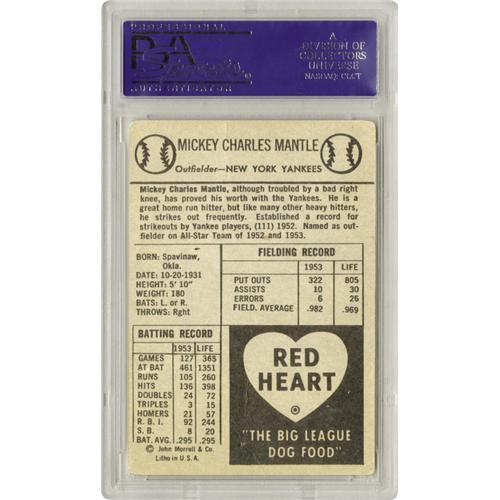 PROFESSIONAL
PSA
Sports
AUTHENTICATOR
A
DIVISION OF
COLLECTORS
UNIVERSE
NASDAQ: CLCT
MICKEY CHARLES MANTLE
Outfielder—NEW YORK YANKEES
Mickey Charles Mantle, although troubled by a bad right
knee, has proved his worth with the Yankees. He is a
great home run hitter, but like many other heavy hitters,
he strikes out frequently. Established a record for
strikeouts by Yankee players, (111) 1952. Named as out-
fielder on All-Star Team of 1952 and 1953.
BORN: Spavinaw,
Okla.
DATE: 10-20-1931
HEIGHT: 5' 10"
WEIGHT: 180
BATS: L. or R.
THROWS: Rght
FIELDING RECORD
1953 LIFE
PUT OUTS 322 805
ASSISTS 10 30
ERRORS 6 26
FIELD. AVERAGE .982 .969
BATTING RECORD
1953 LIFE
GAMES 127 365
AT BAT 461 1351
RUNS 105 260
HITS 136 398
DOUBLES 24 72
TRIPLES 3 15
HOMERS 21 57
R. B. I. 92 244
S. B. 8 20
BAT. AVG. .295 .295
© John Morrell & Co.
Litho in U. S. A.
RED
HEART
®
"THE BIG LEAGUE
DOG FOOD"